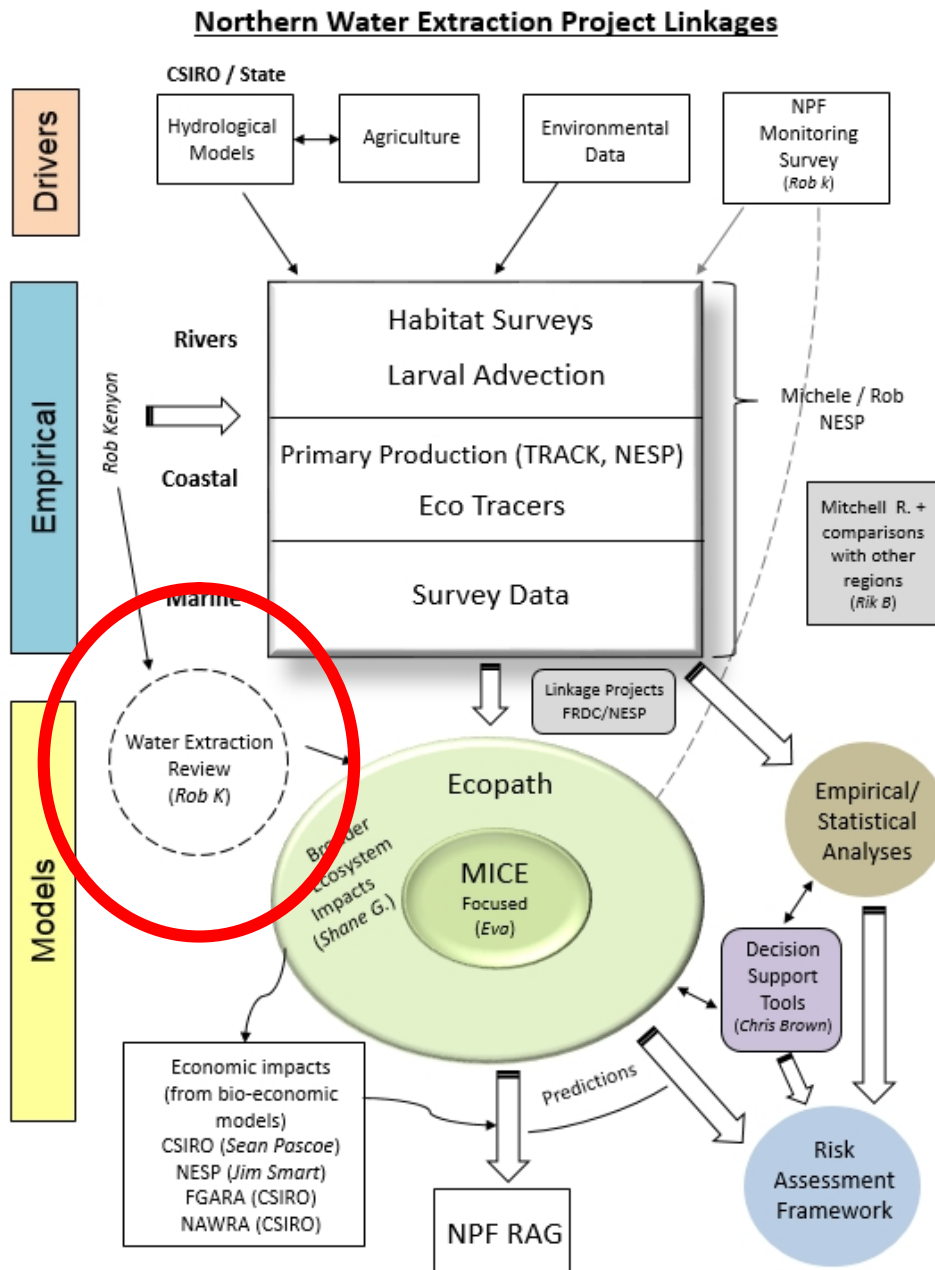 Northern Water Extraction Project Linkages
CSIRO / State
Drivers
Hydrological
Models
Agriculture
Environmental
Data
NPF
Monitoring
Survey
(Rob k)
Empirical
Rob Kenyon
Rivers
Coastal
Marine
Habitat Surveys
Larval Advection
Primary Production (TRACK, NESP)
Eco Tracers
Survey Data
Michele / Rob
NESP
Mitchell R. +
comparisons
with other
regions
(Rik B)
Linkage Projects
FRDC/NESP
Models
Water Extraction
Review
(Rob K)
Ecopath
Broader
Ecosystem
Impacts
(Shane G.)
MICE
Focused
(Eva)
Empirical/
Statistical
Analyses
Decision
Support
Tools
(Chris Brown)
Economic impacts
(from bio-economic
models)
CSIRO (Sean Pascoe)
NESP (Jim Smart)
FGARA (CSIRO)
NAWRA (CSIRO)
Predictions
NPF RAG
Risk
Assessment
Framework